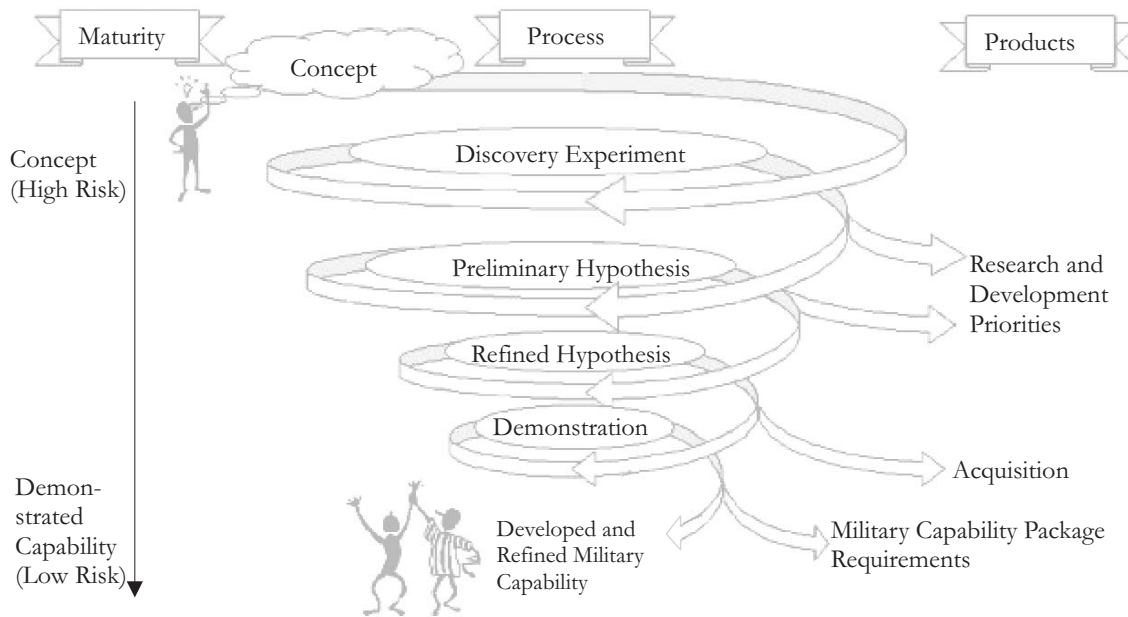 Maturity
Process
Products
Concept
Concept
(High Risk)
Discovery Experiment
Preliminary Hypothesis
Research and
Development
Priorities
Refined Hypothesis
Demonstration
Acquisition
Demon-
strated
Capability
(Low Risk)
Developed and
Refined Military
Capability
Military Capability Package
Requirements